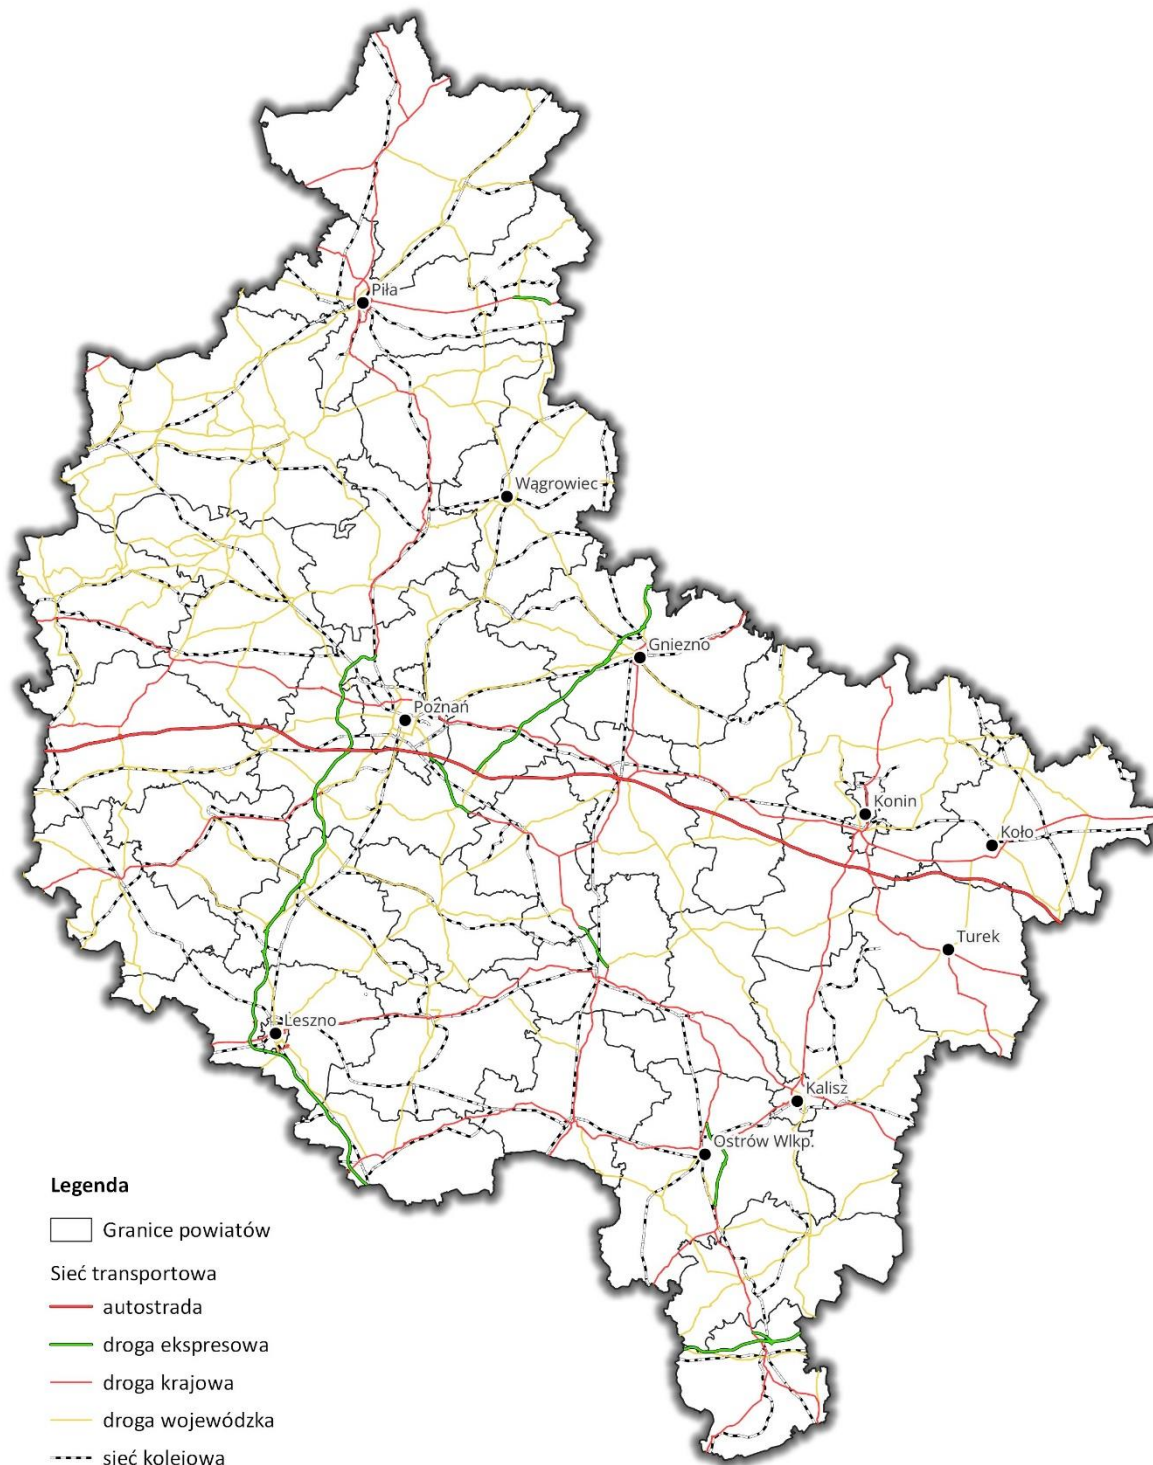 Piła
Wągrowiec
Gniezno
Poznań
Konin
Koło
Turek
Leszno
Kalisz
Ostrów Wlkp.
Legenda
Granice powiatów
Sieć transportowa
autostrada
droga ekspresowa
droga krajowa
droga wojewódzka
sieć kolejowa